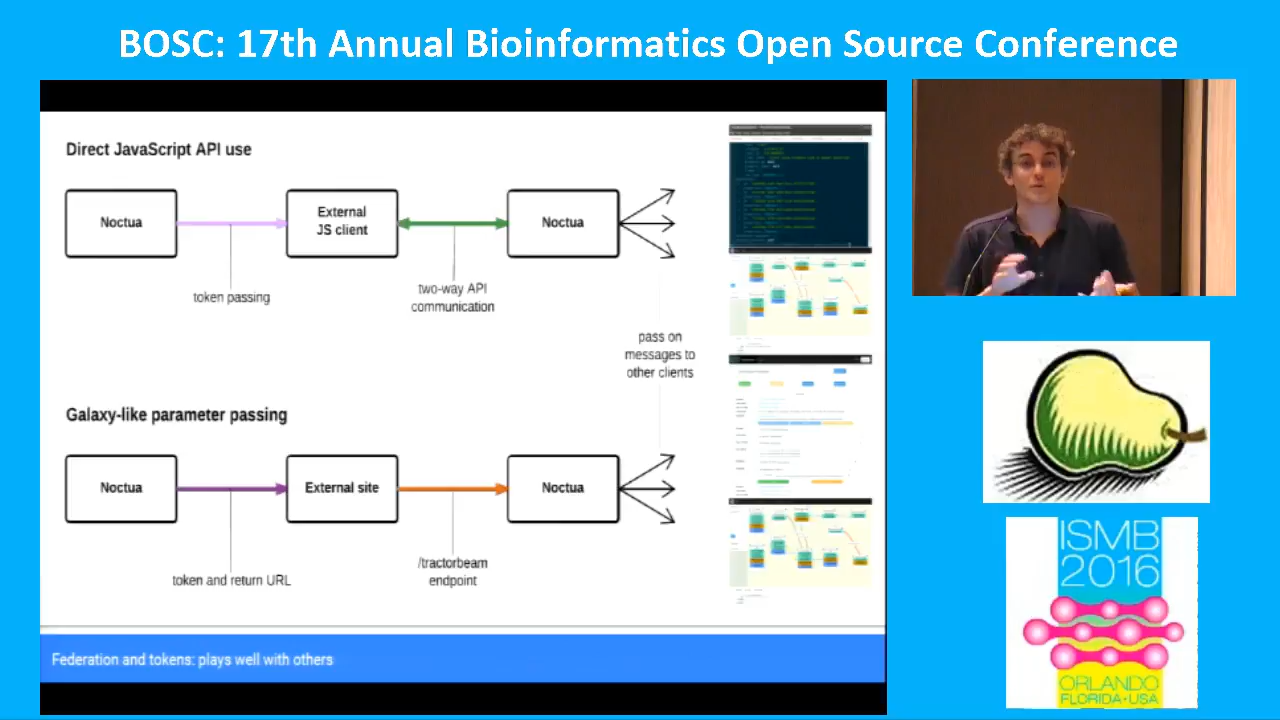 BOSC: 17th Annual Bioinformatics Open Source Conference
Direct JavaScript API use
Noctua
External
JS client
Noctua
token passing
two-way API
communication
pass on
messages to
other clients
Galaxy-like parameter passing
Noctua
External site
Noctua
token and return URL
/tractorbeam
endpoint
Federation and tokens: plays well with others
ISMB
2016
ORLANDO
FLORIDA•USA